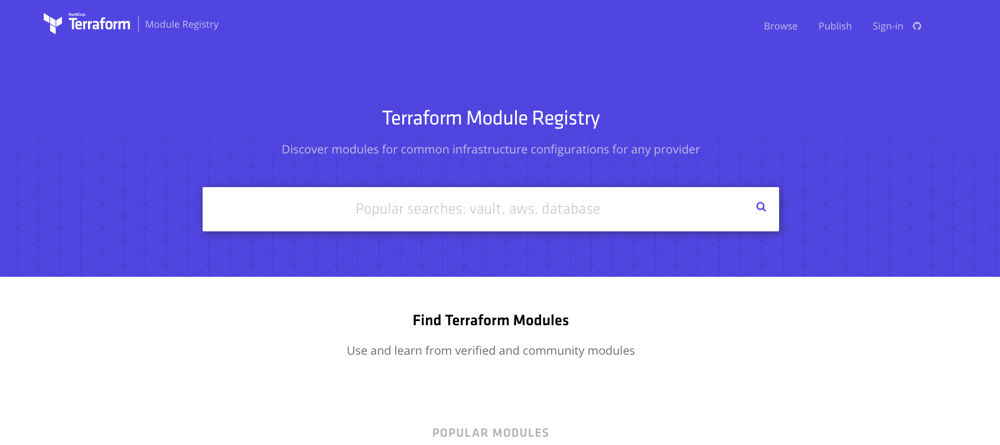 HashiCorp
Terraform
Module Registry
Browse
Publish
Sign-in
Terraform Module Registry
Discover modules for common infrastructure configurations for any provider
Popular searches: vault, aws, database
Find Terraform Modules
Use and learn from verified and community modules
POPULAR MODULES